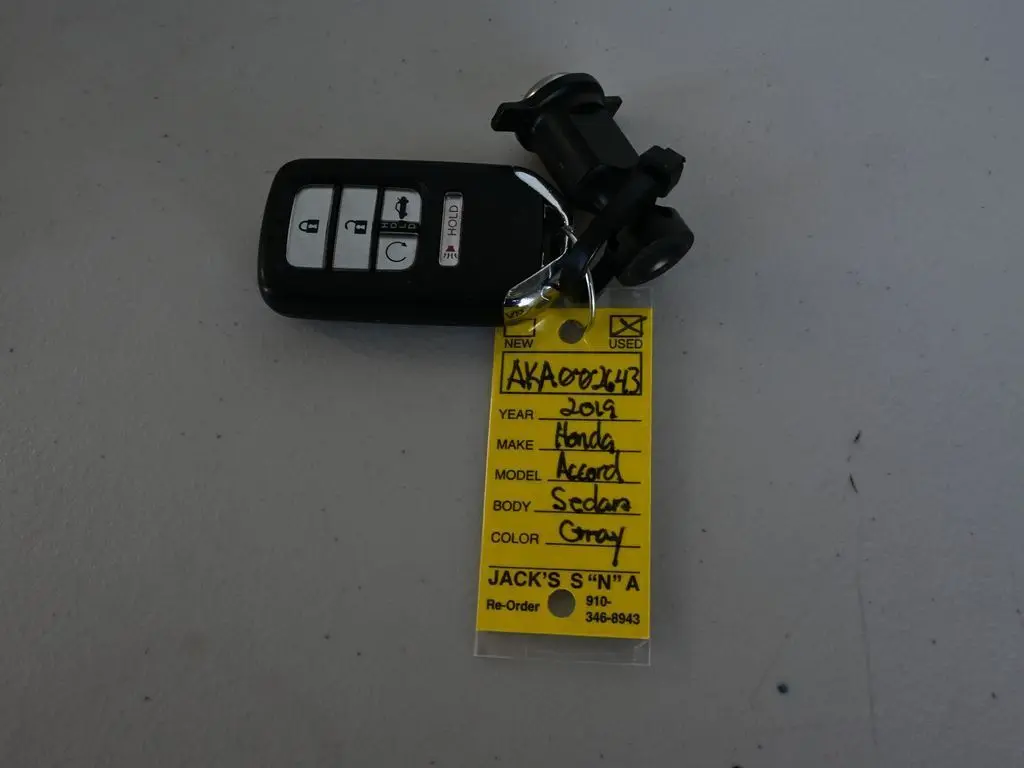 HOLD
HOLD
NEW USED
AKA002643
YEAR 2019
MAKE Honda
MODEL Accord
BODY Sedan
COLOR Gray
JACK'S S “N” A
Re-Order 910-
346-8943